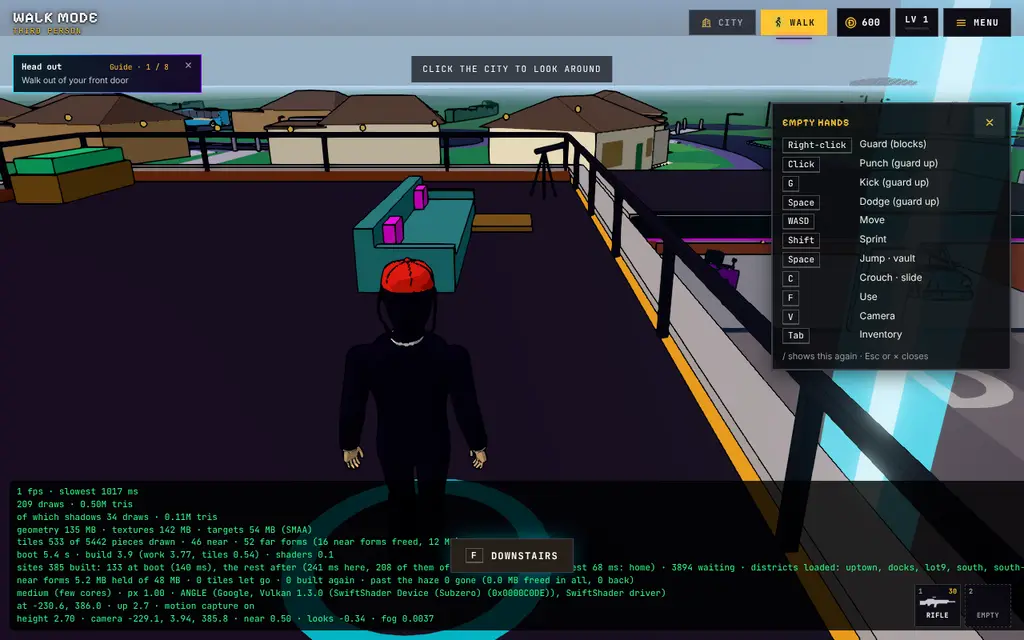 WALK MODE
THIRD PERSON
CITY
WALK
600
LV 1
MENU
Head out
Guide · 1 / 8
Walk out of your front door
CLICK THE CITY TO LOOK AROUND
EMPTY HANDS
Right-click Guard (blocks)
Click Punch (guard up)
G Kick (guard up)
Space Dodge (guard up)
WASD Move
Shift Sprint
Space Jump · vault
C Crouch · slide
F Use
V Camera
Tab Inventory
/ shows this again · Esc or × closes
1 fps · slowest 1017 ms
209 draws · 0.50M tris
of which shadows 34 draws · 0.11M tris
geometry 135 MB · textures 142 MB · targets 54 MB (SMAA)
tiles 533 of 5442 pieces drawn · 46 near · 52 far forms (16 near forms freed, 12 M
boot 5.4 s · build 3.9 (work 3.77, tiles 0.54) · shaders 0.1
sites 385 built: 133 at boot (140 ms), the rest after (241 ms here, 208 of them of est 68 ms: home) · 3894 waiting · districts loaded: uptown, docks, lot9, south, south-
near forms 5.2 MB held of 48 MB · 0 tiles let go · 0 built again · past the haze 0 gone (0.0 MB freed in all, 0 back)
medium (few cores) · px 1.00 · ANGLE (Google, Vulkan 1.3.0 (SwiftShader Device (Subzero) (0x0000C0DE)), SwiftShader driver)
at -230.6, 386.0 · up 2.7 · motion capture on
height 2.70 · camera -229.1, 3.94, 385.8 · near 0.50 · looks -0.34 · fog 0.0037
F DOWNSTAIRS
1 30
RIFLE
2
EMPTY